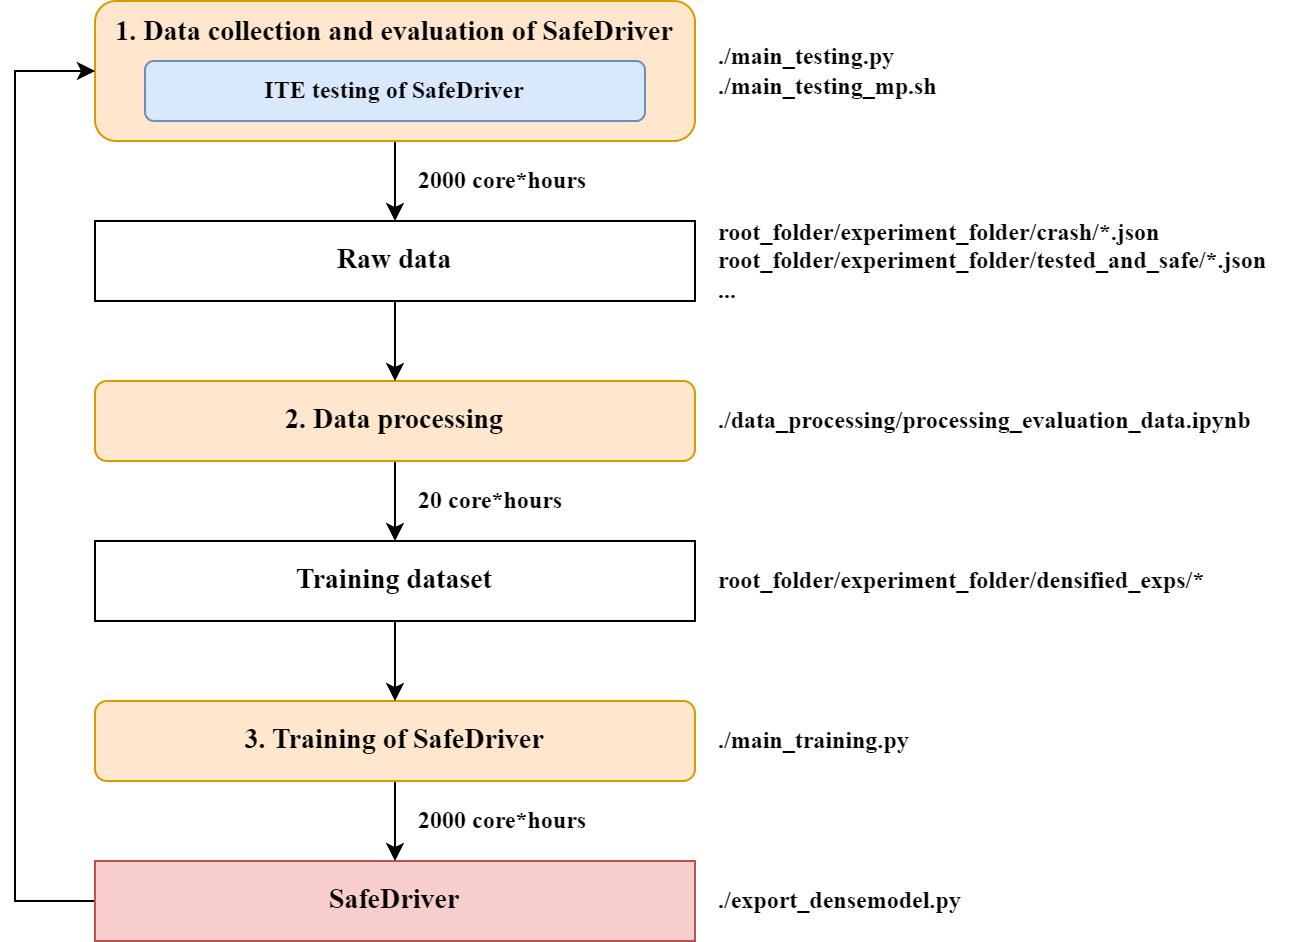 1. Data collection and evaluation of SafeDriver
ITE testing of SafeDriver
./main_testing.py
./main_testing_mp.sh
2000 core*hours
Raw data
root_folder/experiment_folder/crash/*.json
root_folder/experiment_folder/tested_and_safe/*.json
...
2. Data processing
./data_processing/processing_evaluation_data.ipynb
20 core*hours
Training dataset
root_folder/experiment_folder/densified_exps/*
3. Training of SafeDriver
./main_training.py
2000 core*hours
SafeDriver
./export_densemodel.py